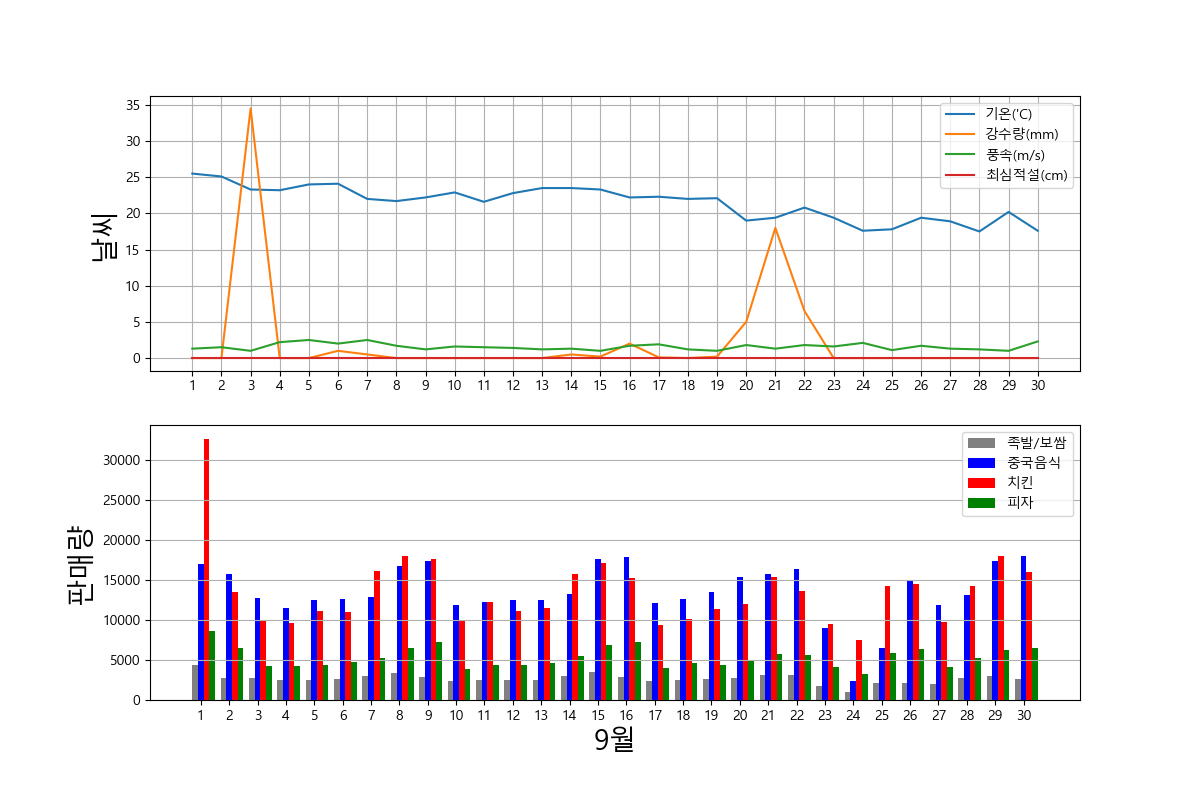 35
30
25
20
15
10
5
0
날씨
기온('C)
강수량(mm)
풍속(m/s)
최심적설(cm)
1 2 3 4 5 6 7 8 9 10 11 12 13 14 15 16 17 18 19 20 21 22 23 24 25 26 27 28 29 30
30000
25000
20000
15000
10000
5000
0
판매량
족발/보쌈
중국음식
치킨
피자
1 2 3 4 5 6 7 8 9 10 11 12 13 14 15 16 17 18 19 20 21 22 23 24 25 26 27 28 29 30
9월